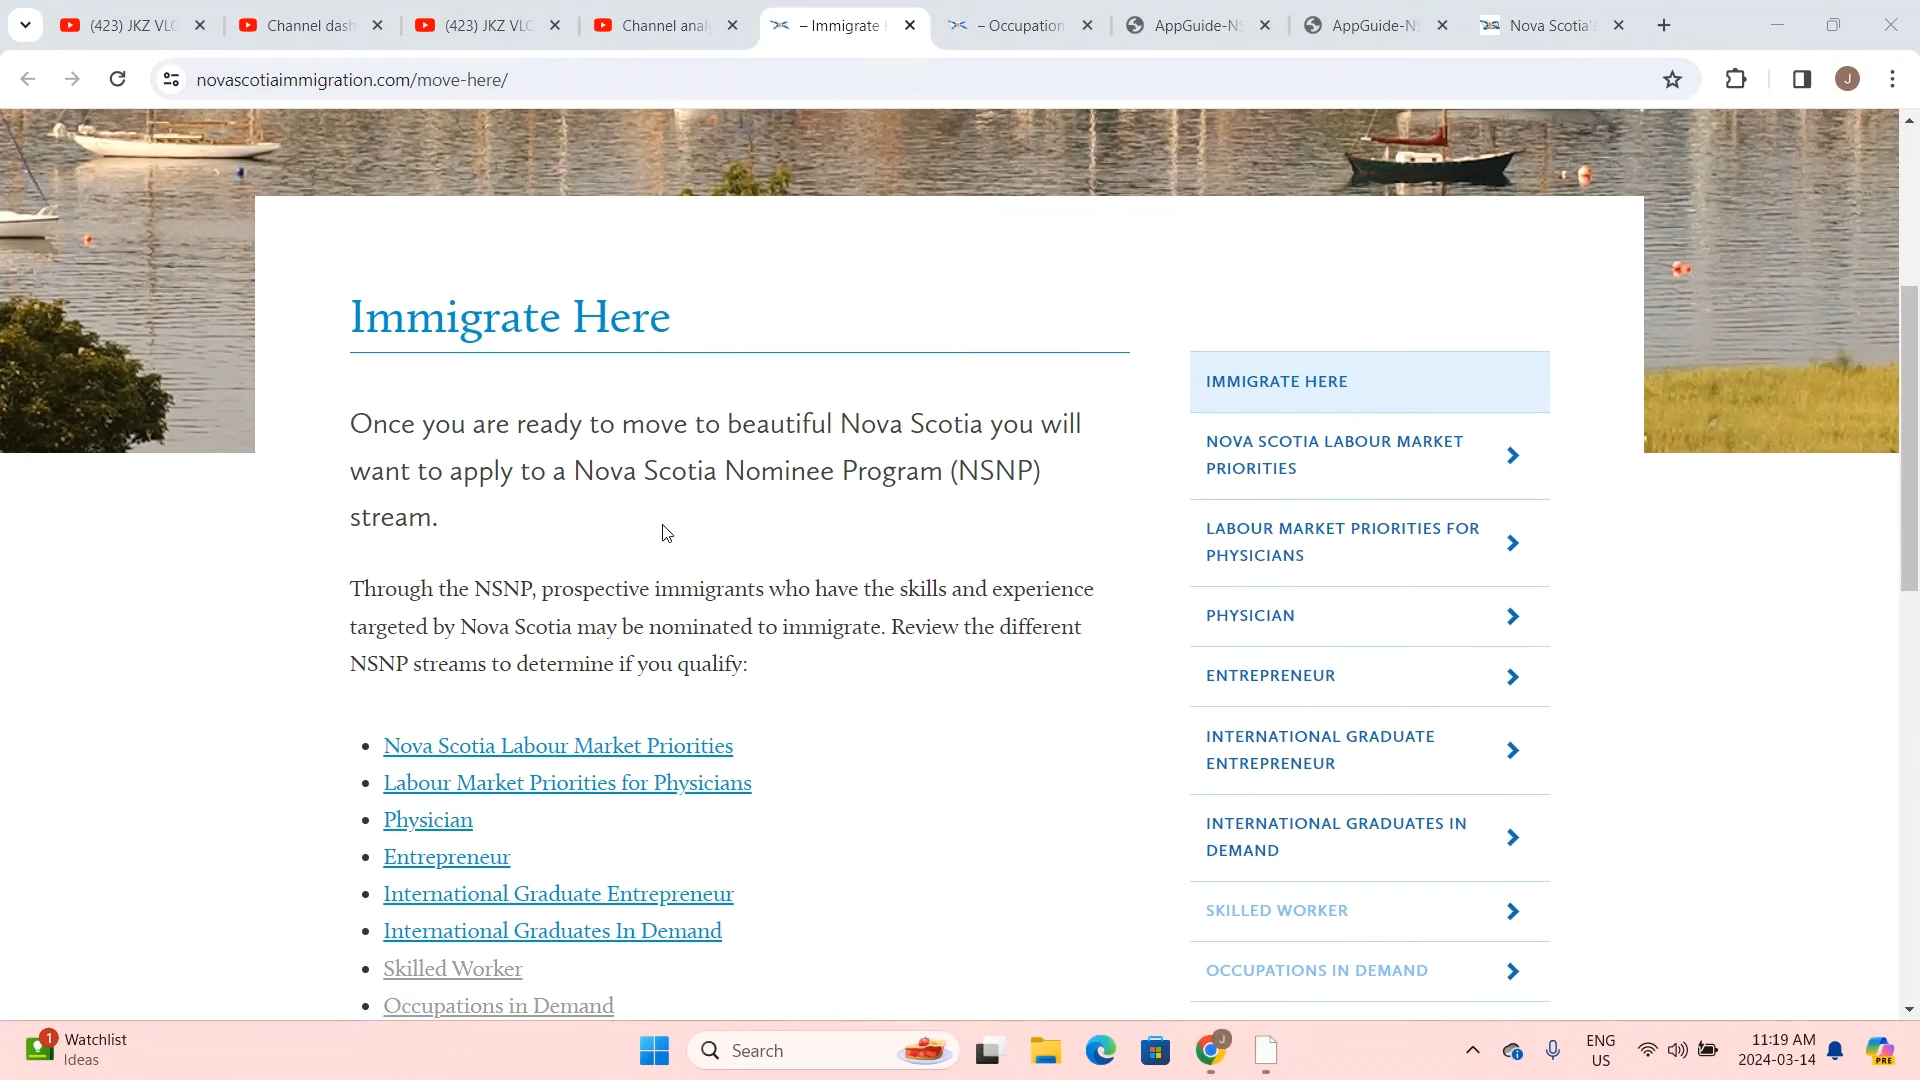 (423) JKZ VLC
Channel dash
(423) JKZ VLC
Channel analy
– Immigrate H
– Occupation
AppGuide-NS
AppGuide-NS
Nova Scotia's
novascotiaimmigration.com/move-here/
J
Immigrate Here
Once you are ready to move to beautiful Nova Scotia you will
want to apply to a Nova Scotia Nominee Program (NSNP)
stream.
Through the NSNP, prospective immigrants who have the skills and experience
targeted by Nova Scotia may be nominated to immigrate. Review the different
NSNP streams to determine if you qualify:
• Nova Scotia Labour Market Priorities
• Labour Market Priorities for Physicians
• Physician
• Entrepreneur
• International Graduate Entrepreneur
• International Graduates In Demand
• Skilled Worker
• Occupations in Demand
IMMIGRATE HERE
NOVA SCOTIA LABOUR MARKET
PRIORITIES
LABOUR MARKET PRIORITIES FOR
PHYSICIANS
PHYSICIAN
ENTREPRENEUR
INTERNATIONAL GRADUATE
ENTREPRENEUR
INTERNATIONAL GRADUATES IN
DEMAND
SKILLED WORKER
OCCUPATIONS IN DEMAND
1
Watchlist
Ideas
Search
J
ENG
US
11:19 AM
2024-03-14
PRE